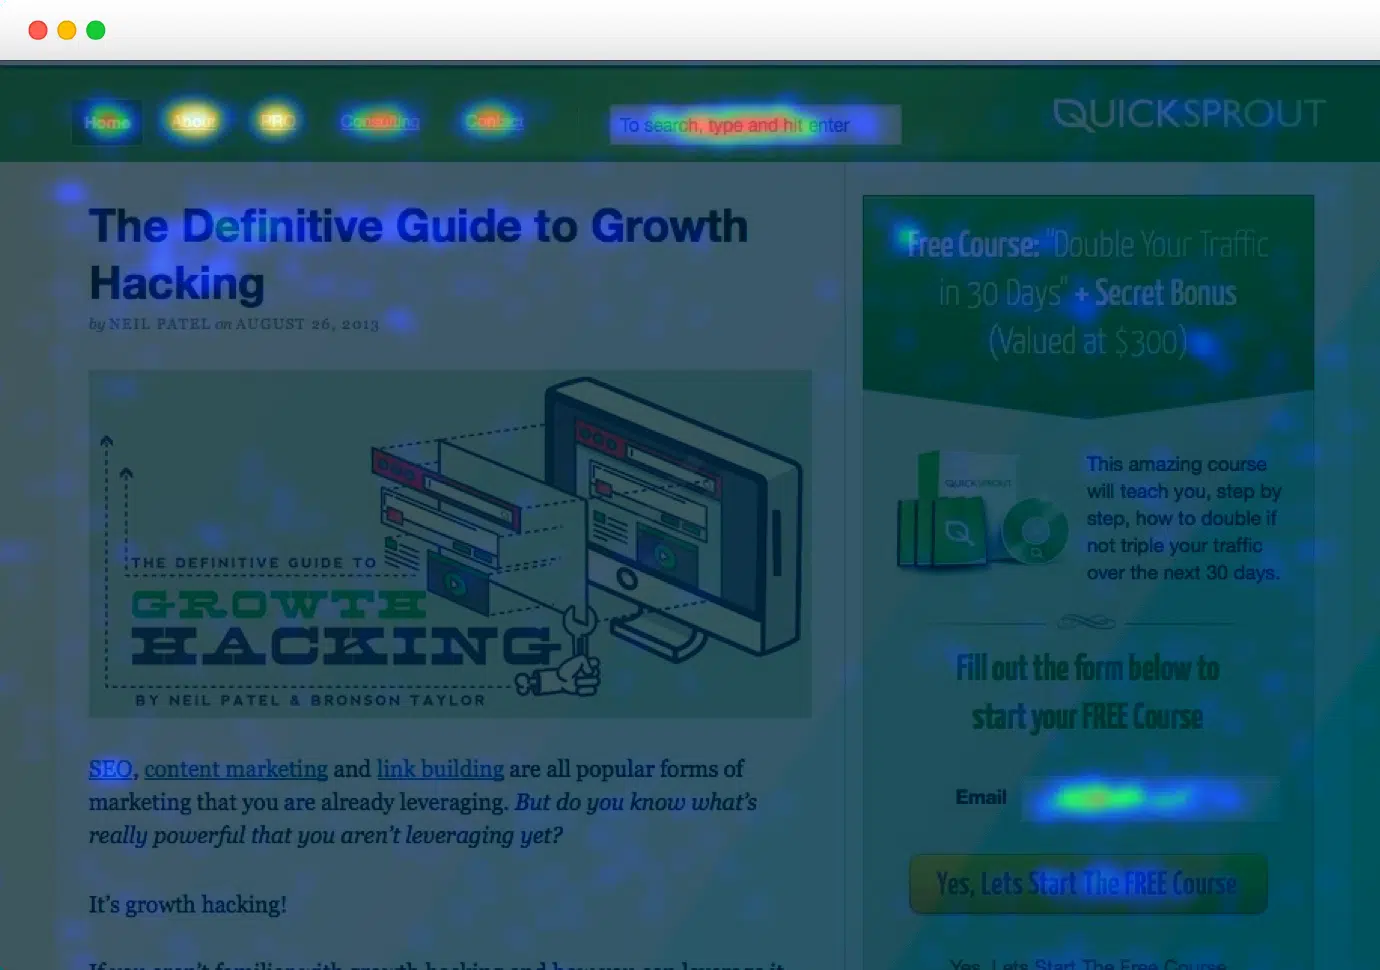 Home About PRO Consulting Contact To search, type and hit enter QUICKSPROUT
The Definitive Guide to Growth
Hacking
by NEIL PATEL on AUGUST 26, 2013
THE DEFINITIVE GUIDE TO
GROWTH
HACKING
BY NEIL PATEL & BRONSON TAYLOR
SEO, content marketing and link building are all popular forms of
marketing that you are already leveraging. But do you know what's
really powerful that you aren't leveraging yet?
It's growth hacking!
If you aren't familiar with growth hacking and how you can leverage it
Free Course: "Double Your Traffic
in 30 Days" + Secret Bonus
(Valued at $300)
QUICKSPROUT
This amazing course
will teach you, step by
step, how to double if
not triple your traffic
over the next 30 days.
Fill out the form below to
start your FREE Course
Email
Yes, Lets Start The FREE Course
Yes, Lets Start The Free Course